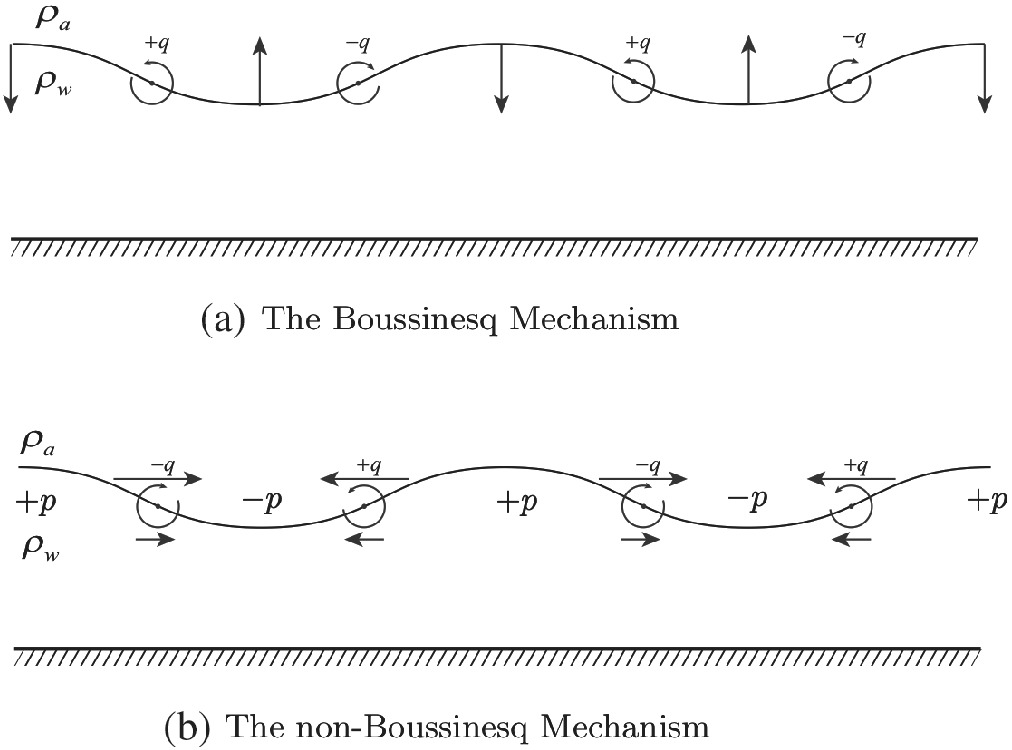 ρa
+q -q +q -q
ρw
(a) The Boussinesq Mechanism
ρa
-q +q -q +q
+p -p +p -p +p
ρw
(b) The non-Boussinesq Mechanism